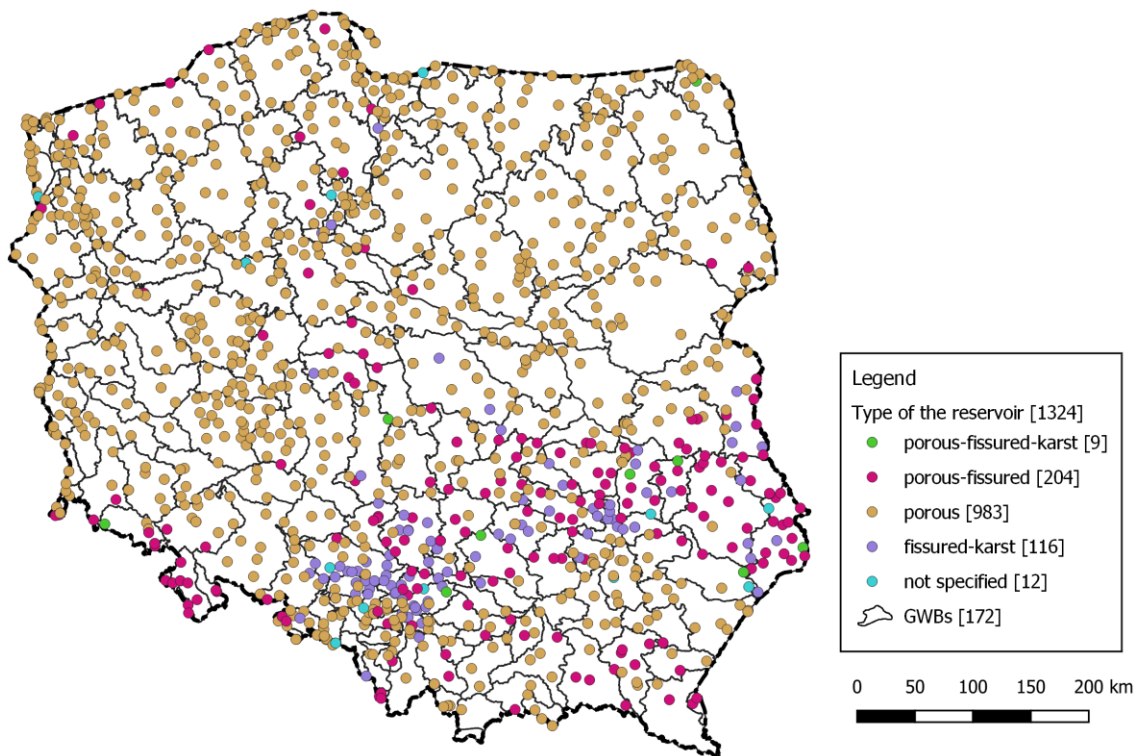 Legend
Type of the reservoir [1324]
porous-fissured-karst [9]
porous-fissured [204]
porous [983]
fissured-karst [116]
not specified [12]
GWBs [172]
0 50 100 150 200 km